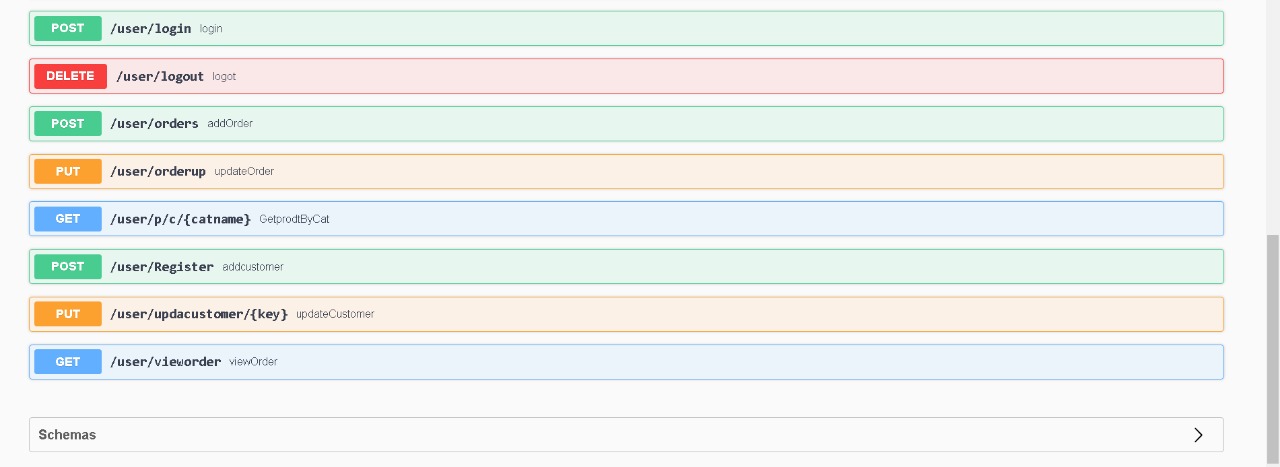 POST /user/login login
DELETE /user/logout logot
POST /user/orders addOrder
PUT /user/orderup updateOrder
GET /user/p/c/{catname} GetprodtByCat
POST /user/Register addcustomer
PUT /user/updacustomer/{key} updateCustomer
GET /user/vieworder viewOrder
Schemas